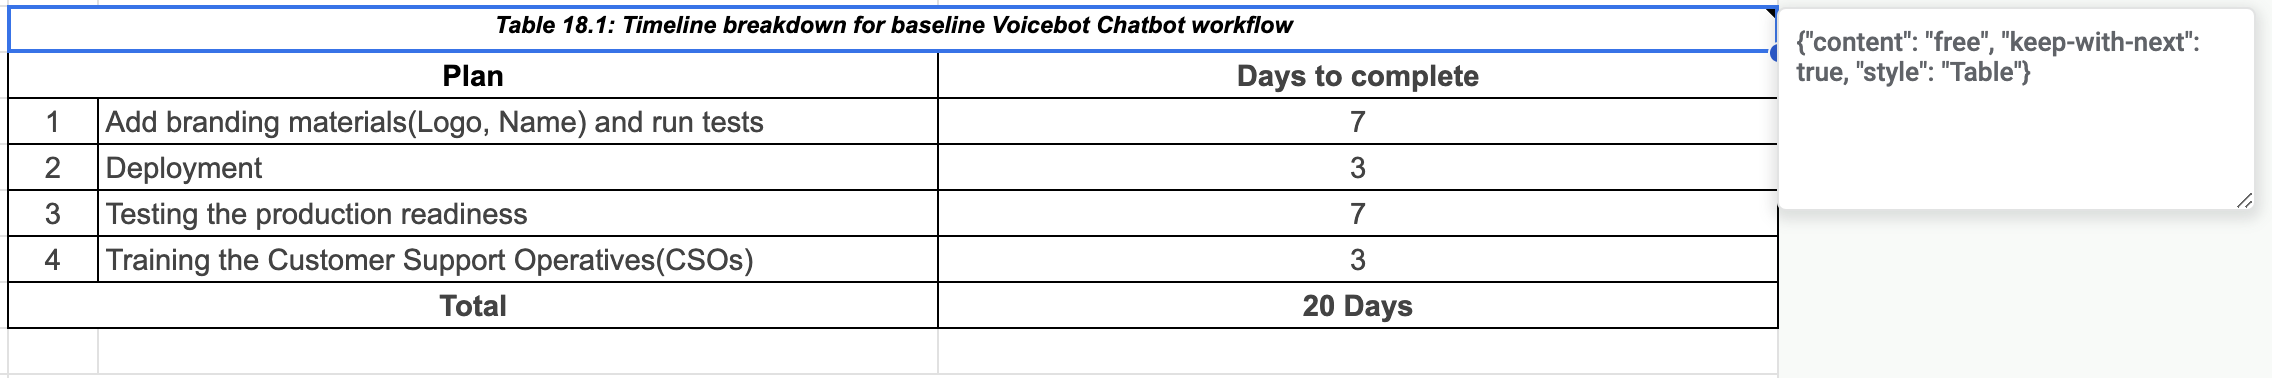 Table 18.1: Timeline breakdown for baseline Voicebot Chatbot workflow
{"content": "free", "keep-with-next":
true, "style": "Table"}
Plan Days to complete
1 Add branding materials(Logo, Name) and run tests 7
2 Deployment 3
3 Testing the production readiness 7
4 Training the Customer Support Operatives(CSOs) 3
Total 20 Days